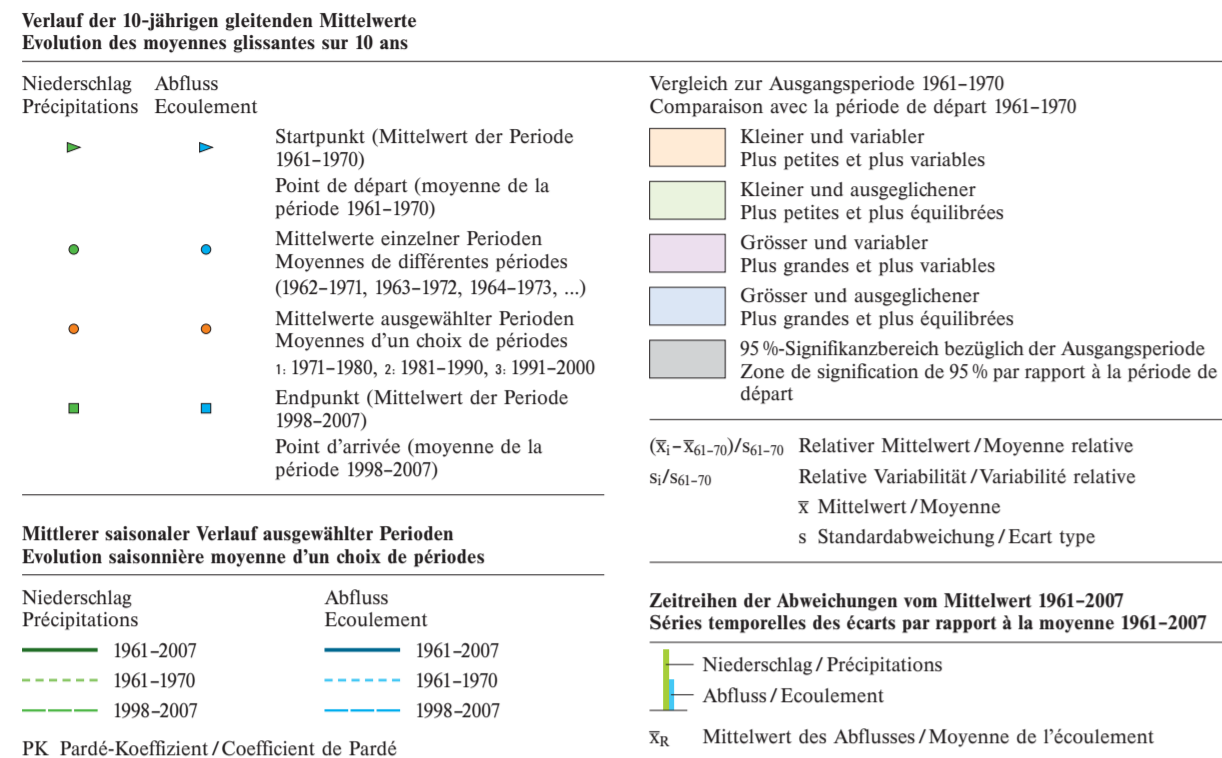 Verlauf der 10-jährigen gleitenden Mittelwerte
Evolution des moyennes glissantes sur 10 ans
Niederschlag Abfluss
Précipitations Ecoulement
Startpunkt (Mittelwert der Periode
1961–1970)
Point de départ (moyenne de la
période 1961–1970)
Mittelwerte einzelner Perioden
Moyennes de différentes périodes
(1962–1971, 1963–1972, 1964–1973, ...)
Mittelwerte ausgewählter Perioden
Moyennes d'un choix de périodes
1: 1971–1980, 2: 1981–1990, 3: 1991–2000
Endpunkt (Mittelwert der Periode
1998–2007)
Point d'arrivée (moyenne de la
période 1998–2007)
Mittlerer saisonaler Verlauf ausgewählter Perioden
Evolution saisonnière moyenne d'un choix de périodes
Niederschlag Abfluss
Précipitations Ecoulement
1961–2007 1961–2007
1961–1970 1961–1970
1998–2007 1998–2007
PK Pardé-Koeffizient / Coefficient de Pardé
Vergleich zur Ausgangsperiode 1961–1970
Comparaison avec la période de départ 1961–1970
Kleiner und variabler
Plus petites et plus variables
Kleiner und ausgeglichener
Plus petites et plus équilibrées
Grösser und variabler
Plus grandes et plus variables
Grösser und ausgeglichener
Plus grandes et plus équilibrées
95 %-Signifikanzbereich bezüglich der Ausgangsperiode
Zone de signification de 95 % par rapport à la période de
départ
(x̅i–x̅61–70)/s61–70 Relativer Mittelwert / Moyenne relative
si/s61–70 Relative Variabilität / Variabilité relative
x̅ Mittelwert / Moyenne
s Standardabweichung / Ecart type
Zeitreihen der Abweichungen vom Mittelwert 1961–2007
Séries temporelles des écarts par rapport à la moyenne 1961–2007
Niederschlag / Précipitations
Abfluss / Ecoulement
x̅R Mittelwert des Abflusses / Moyenne de l'écoulement